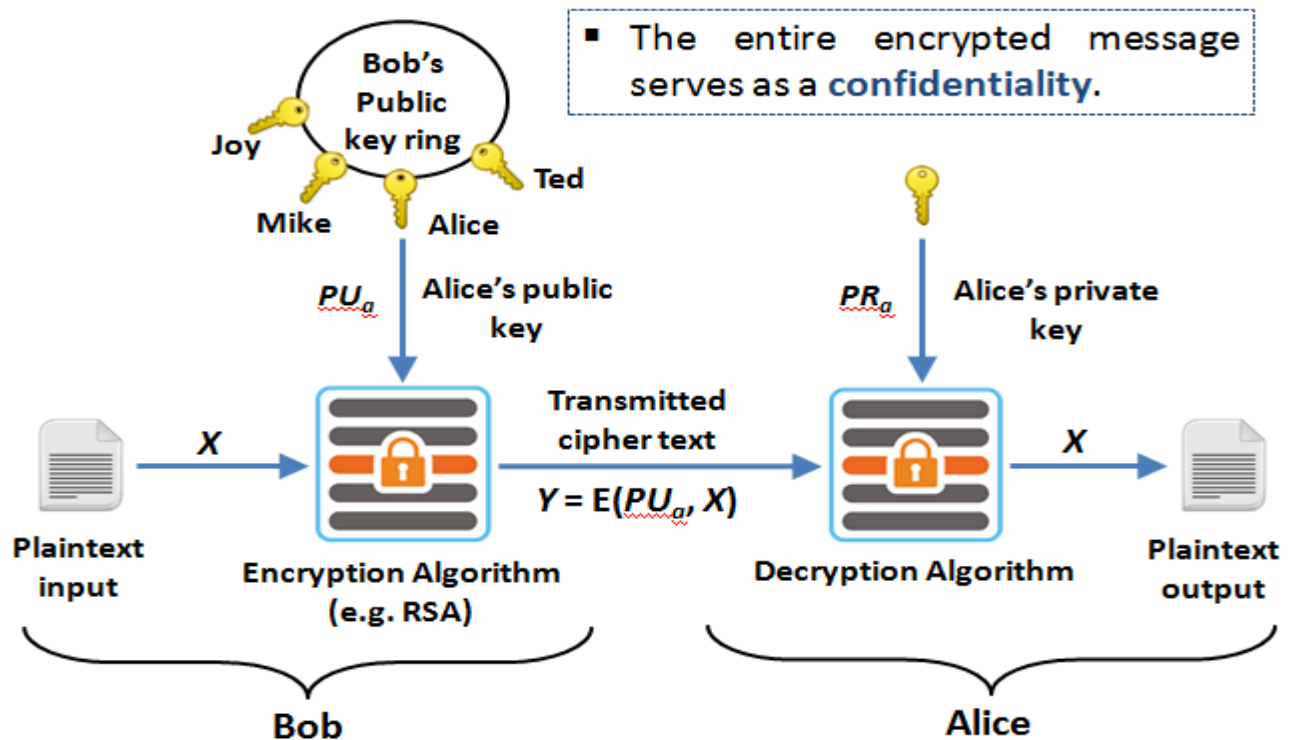 ▪ The entire encrypted message
serves as a confidentiality.
Bob's
Public
key ring
Joy
Mike
Alice
Ted
PUa
Alice's public
key
PRa
Alice's private
key
X
Transmitted
cipher text
Y = E(PUa, X)
X
Plaintext
input
Encryption Algorithm
(e.g. RSA)
Decryption Algorithm
Plaintext
output
Bob
Alice